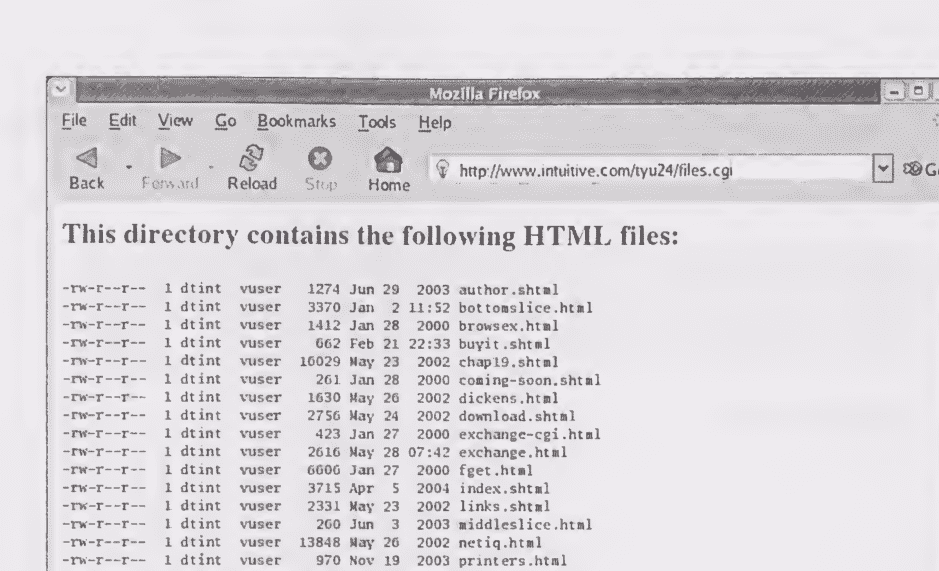 Mozilla Firefox
File Edit View Go Bookmarks Tools Help
Back Forward Reload Stop Home http://www.intuitive.com/tyu24/files.cgi
This directory contains the following HTML files:
-rw-r--r-- 1 dtint vuser 1274 Jun 29 2003 author.shtml
-rw-r--r-- 1 dtint vuser 3370 Jan 2 11:52 bottomslice.html
-rw-r--r-- 1 dtint vuser 1412 Jan 28 2000 browsex.html
-rw-r--r-- 1 dtint vuser 662 Feb 21 22:33 buyit.shtml
-rw-r--r-- 1 dtint vuser 16029 May 23 2002 chap19.shtml
-rw-r--r-- 1 dtint vuser 261 Jan 28 2000 coming-soon.shtml
-rw-r--r-- 1 dtint vuser 1630 May 26 2002 dickens.html
-rw-r--r-- 1 dtint vuser 2756 May 24 2002 download.shtml
-rw-r--r-- 1 dtint vuser 423 Jan 27 2000 exchange-cgi.html
-rw-r--r-- 1 dtint vuser 2616 May 28 07:42 exchange.html
-rw-r--r-- 1 dtint vuser 6606 Jan 27 2000 fget.html
-rw-r--r-- 1 dtint vuser 3715 Apr 5 2004 index.shtml
-rw-r--r-- 1 dtint vuser 2331 May 23 2002 links.shtml
-rw-r--r-- 1 dtint vuser 260 Jun 3 2003 middleslice.html
-rw-r--r-- 1 dtint vuser 13848 May 26 2002 netiq.html
-rw-r--r-- 1 dtint vuser 970 Nov 19 2003 printers.html